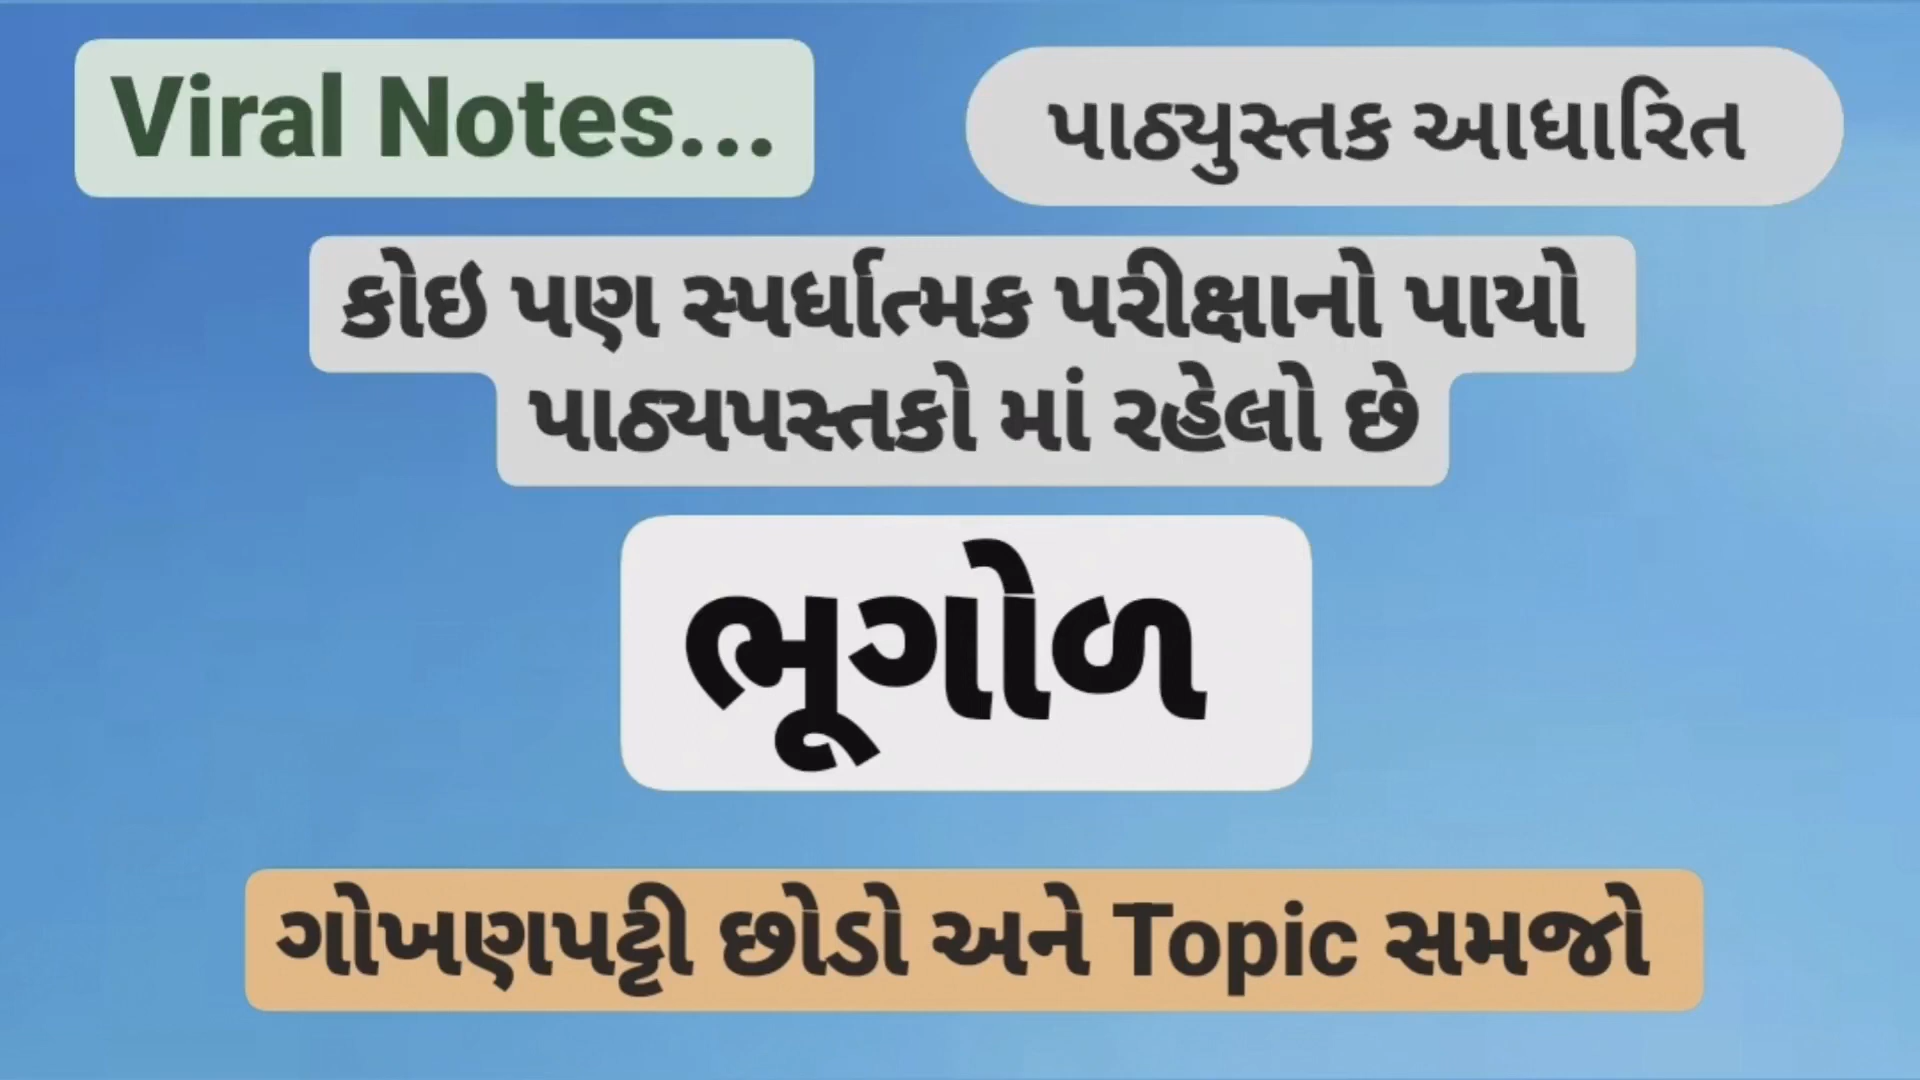 Viral Notes...
પાઠ્યુસ્તક આધારિત
કોઇ પણ સ્પર્ધાત્મક પરીક્ષાનો પાયો
પાઠ્યપસ્તકો માં રહેલો છે
ભૂગોળ
ગોખણપટ્ટી છોડો અને Topic સમજો